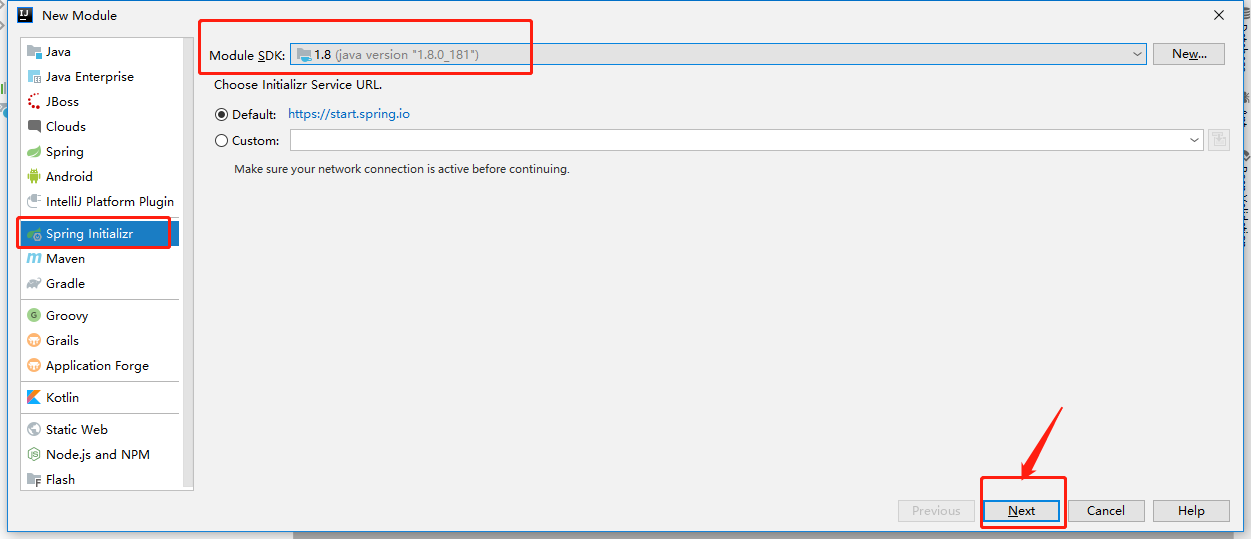 New Module
Java
Java Enterprise
JBoss
Clouds
Spring
Android
IntelliJ Platform Plugin
Spring Initializr
Maven
Gradle
Groovy
Grails
Application Forge
Kotlin
Static Web
Node.js and NPM
Flash
Module SDK: 1.8 (java version "1.8.0_181")
New...
Choose Initializr Service URL.
Default: https://start.spring.io
Custom:
Make sure your network connection is active before continuing.
Previous
Next
Cancel
Help